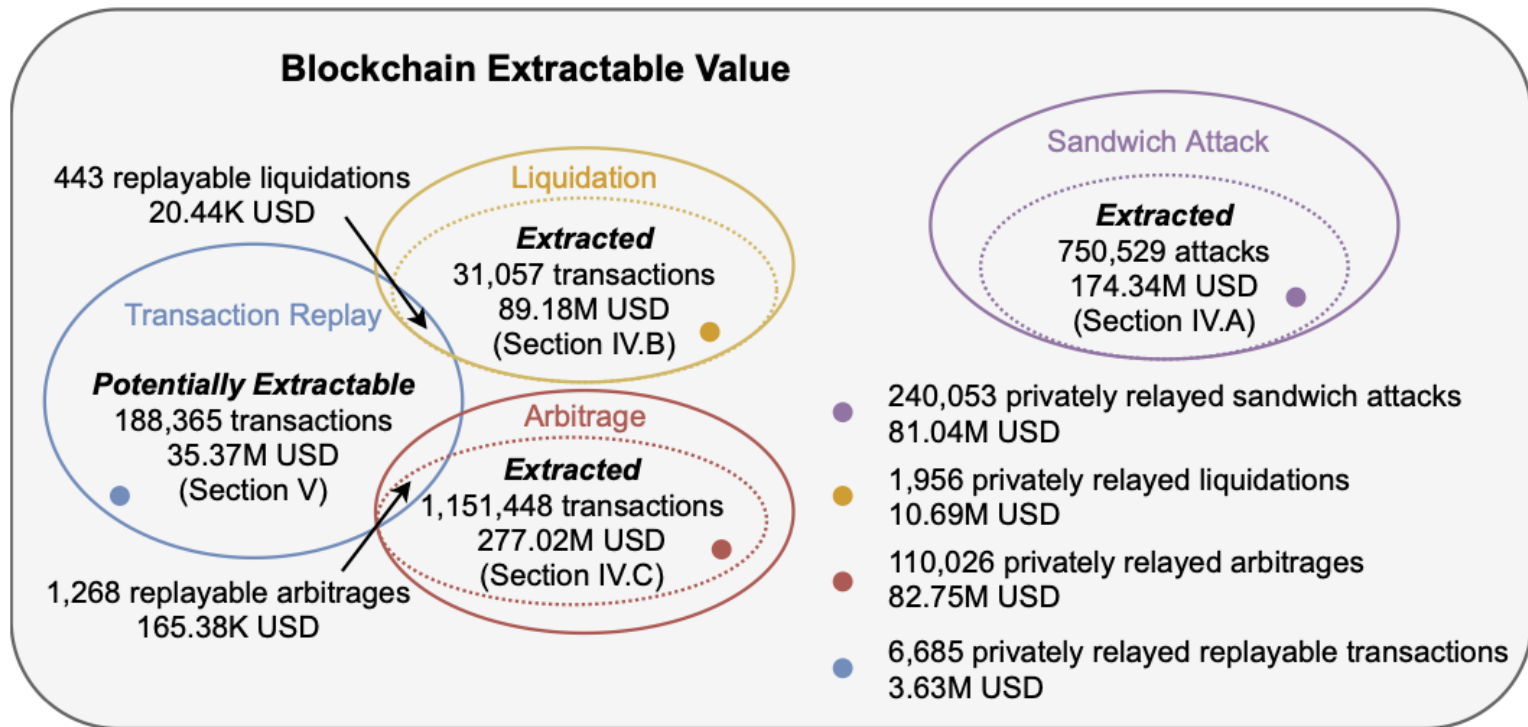 Blockchain Extractable Value
443 replayable liquidations
20.44K USD
Liquidation
Extracted
31,057 transactions
89.18M USD
(Section IV.B)
Sandwich Attack
Extracted
750,529 attacks
174.34M USD
(Section IV.A)
Transaction Replay
Potentially Extractable
188,365 transactions
35.37M USD
(Section V)
Arbitrage
Extracted
1,151,448 transactions
277.02M USD
(Section IV.C)
1,268 replayable arbitrages
165.38K USD
240,053 privately relayed sandwich attacks
81.04M USD
1,956 privately relayed liquidations
10.69M USD
110,026 privately relayed arbitrages
82.75M USD
6,685 privately relayed replayable transactions
3.63M USD